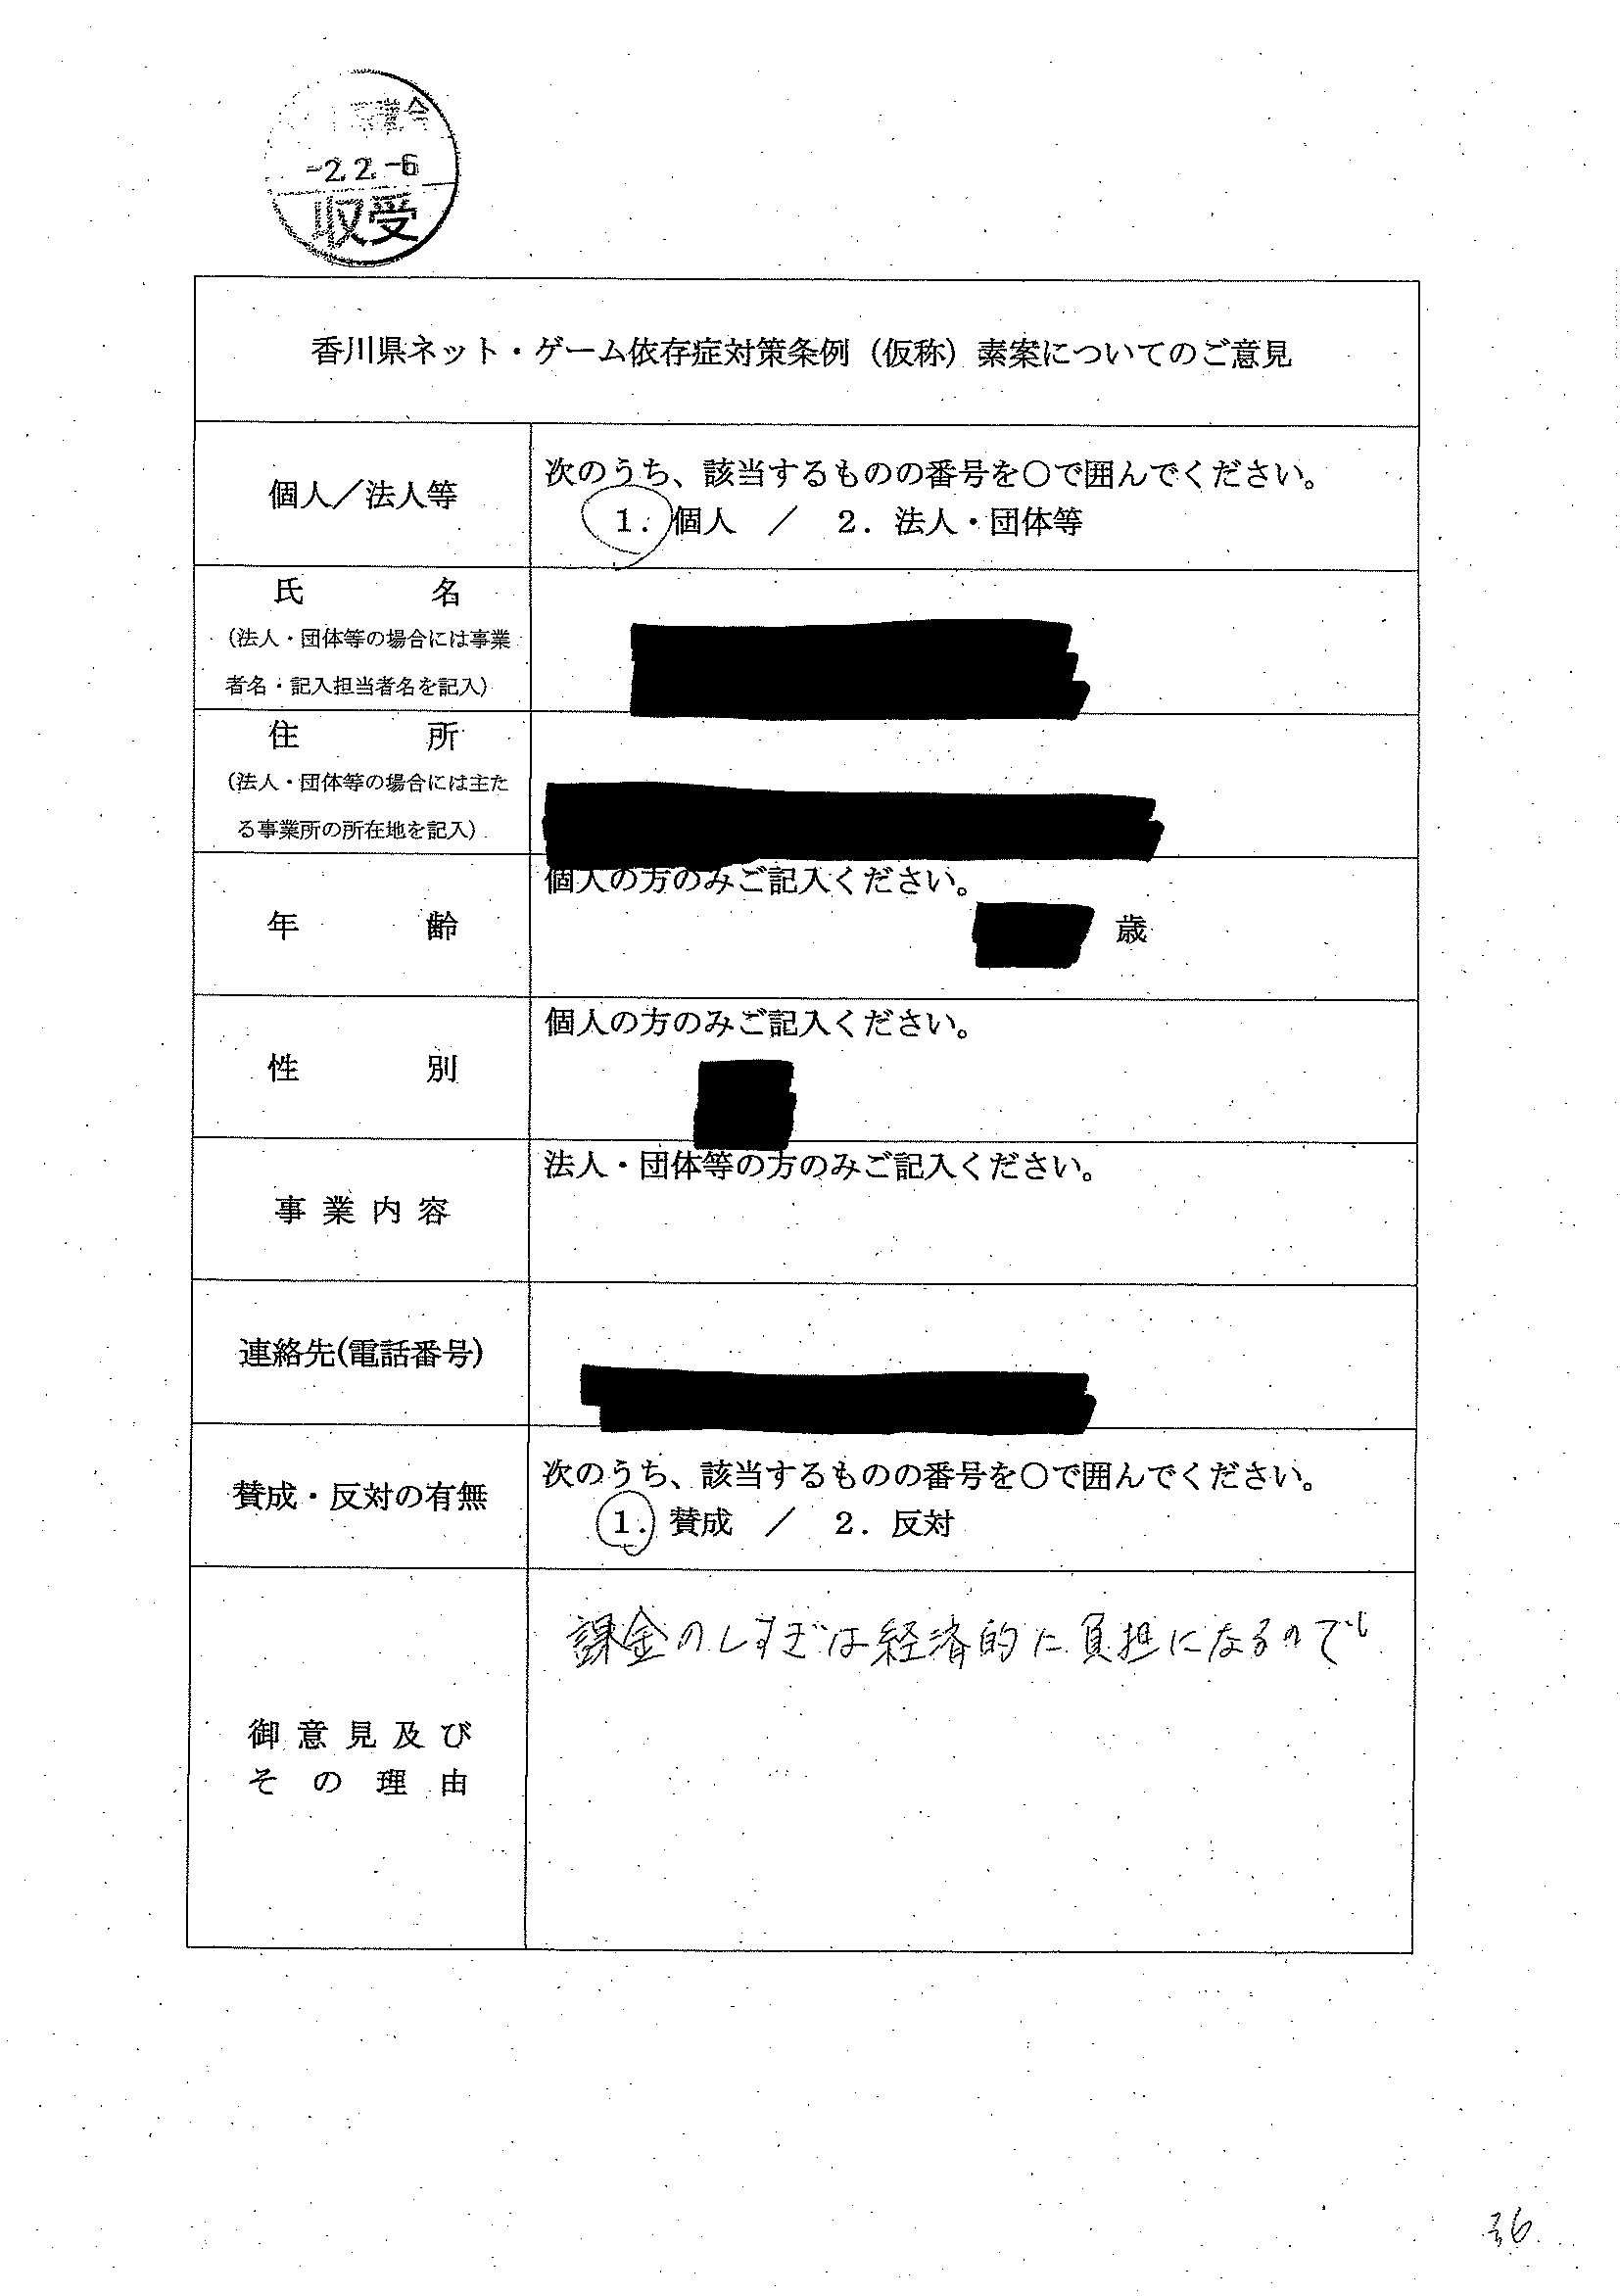 議会
-2.2.-6
収受
香川県ネット・ゲーム依存症対策条例（仮称）素案についてのご意見
個人／法人等
次のうち、該当するものの番号を○で囲んでください。
1．個人　／　2．法人・団体等
氏　名
（法人・団体等の場合には事業
者名・記入担当者名を記入）
住　所
（法人・団体等の場合には主た
る事業所の所在地を記入）
年　齢
個人の方のみご記入ください。
歳
性　別
個人の方のみご記入ください。
事業内容
法人・団体等の方のみご記入ください。
連絡先(電話番号)
賛成・反対の有無
次のうち、該当するものの番号を○で囲んでください。
1．賛成　／　2．反対
御意見及び
その理由
課金のしすぎは経済的に負担になるので
36